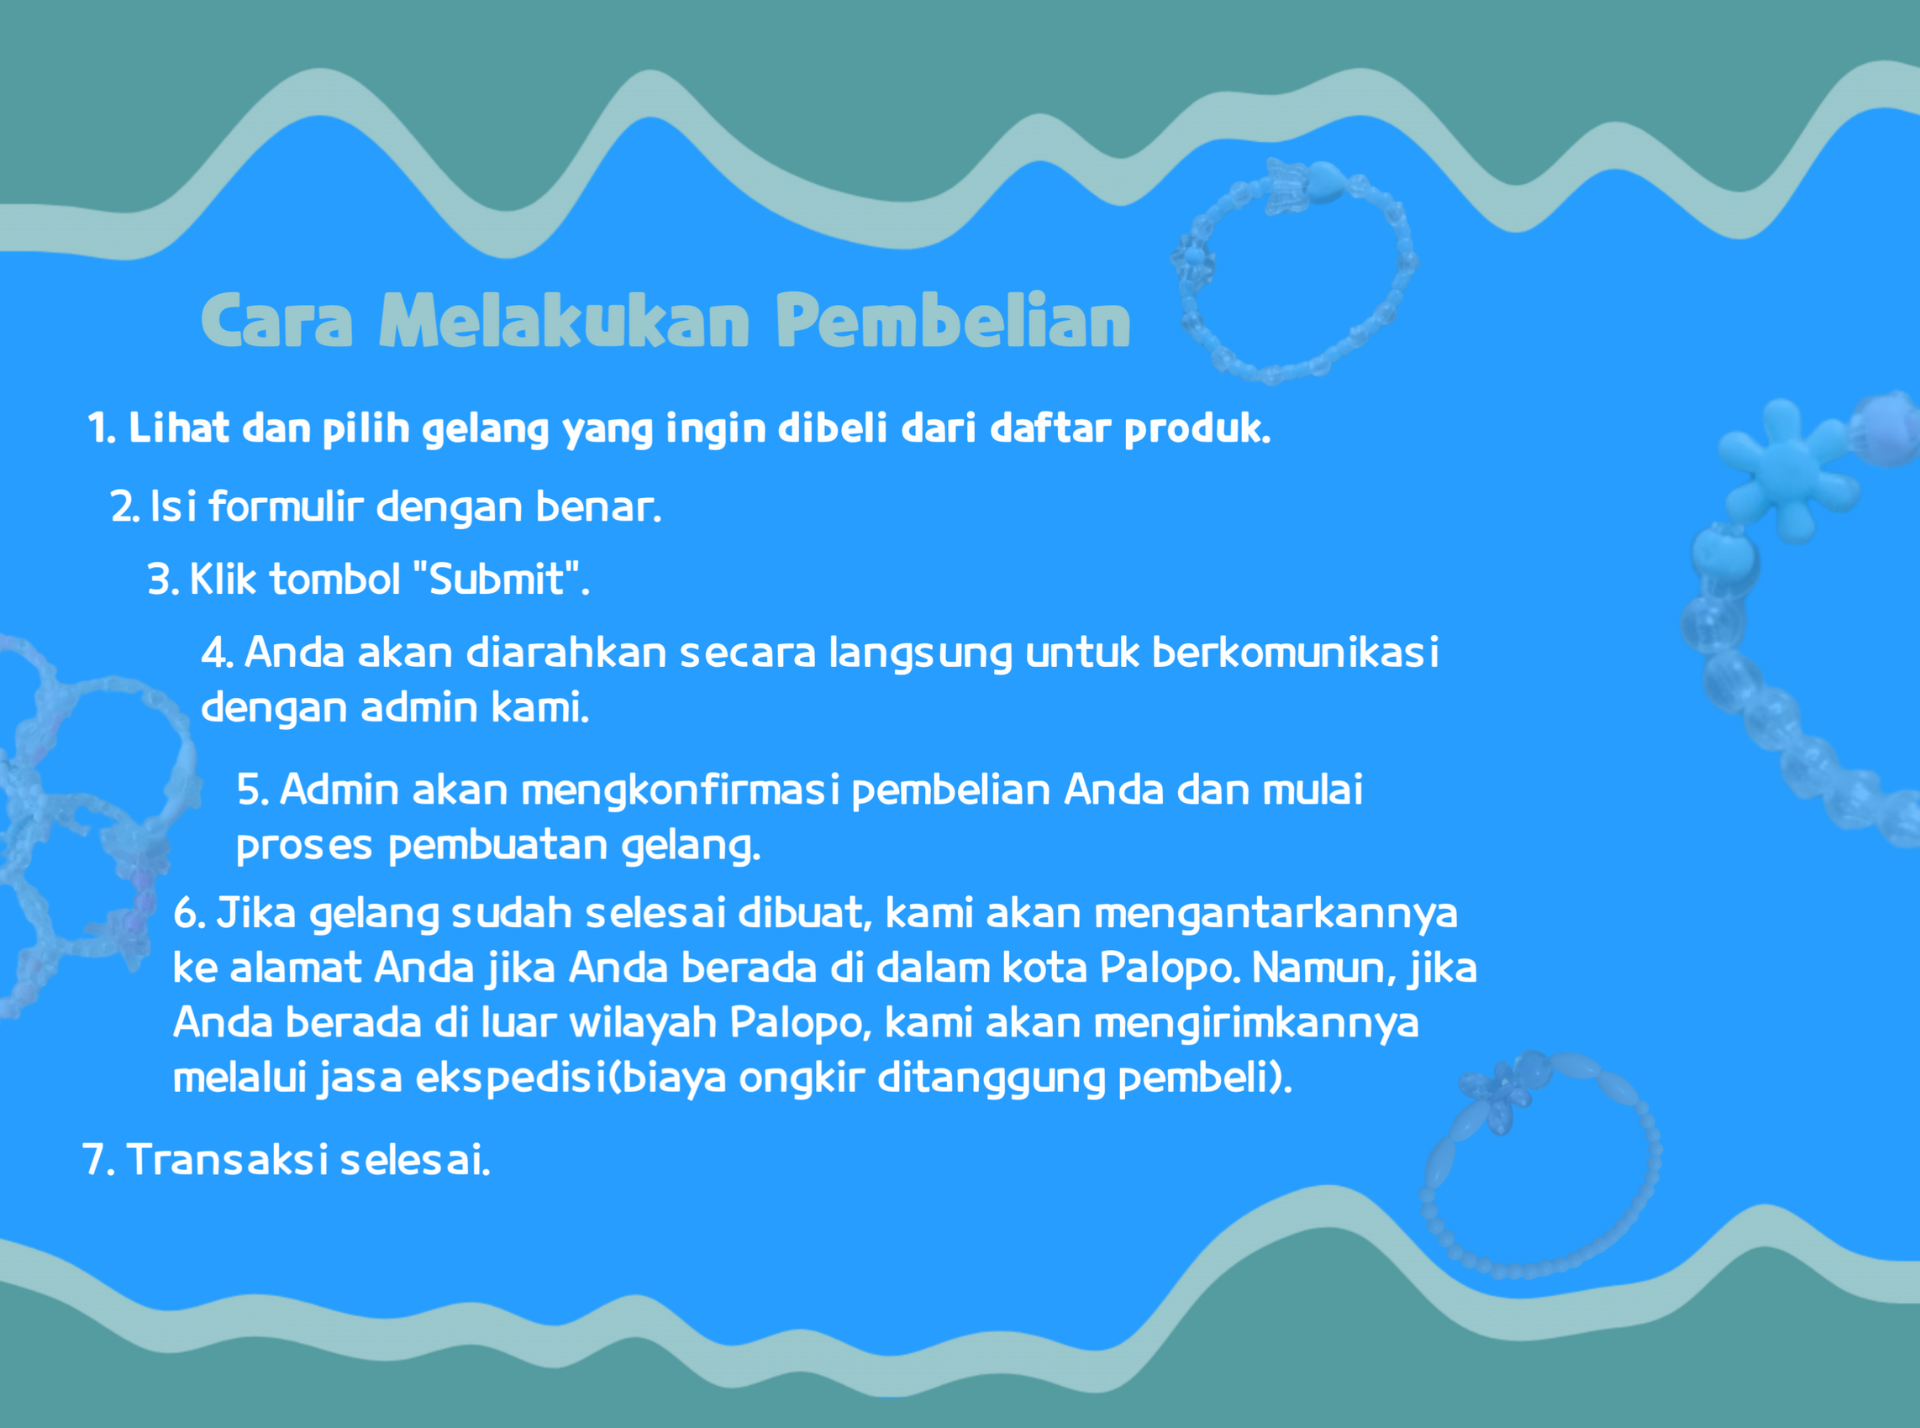 Cara Melakukan Pembelian
1. Lihat dan pilih gelang yang ingin dibeli dari daftar produk.
2. Isi formulir dengan benar.
3. Klik tombol "Submit".
4. Anda akan diarahkan secara langsung untuk berkomunikasi
dengan admin kami.
5. Admin akan mengkonfirmasi pembelian Anda dan mulai
proses pembuatan gelang.
6. Jika gelang sudah selesai dibuat, kami akan mengantarkannya
ke alamat Anda jika Anda berada di dalam kota Palopo. Namun, jika
Anda berada di luar wilayah Palopo, kami akan mengirimkannya
melalui jasa ekspedisi(biaya ongkir ditanggung pembeli).
7. Transaksi selesai.